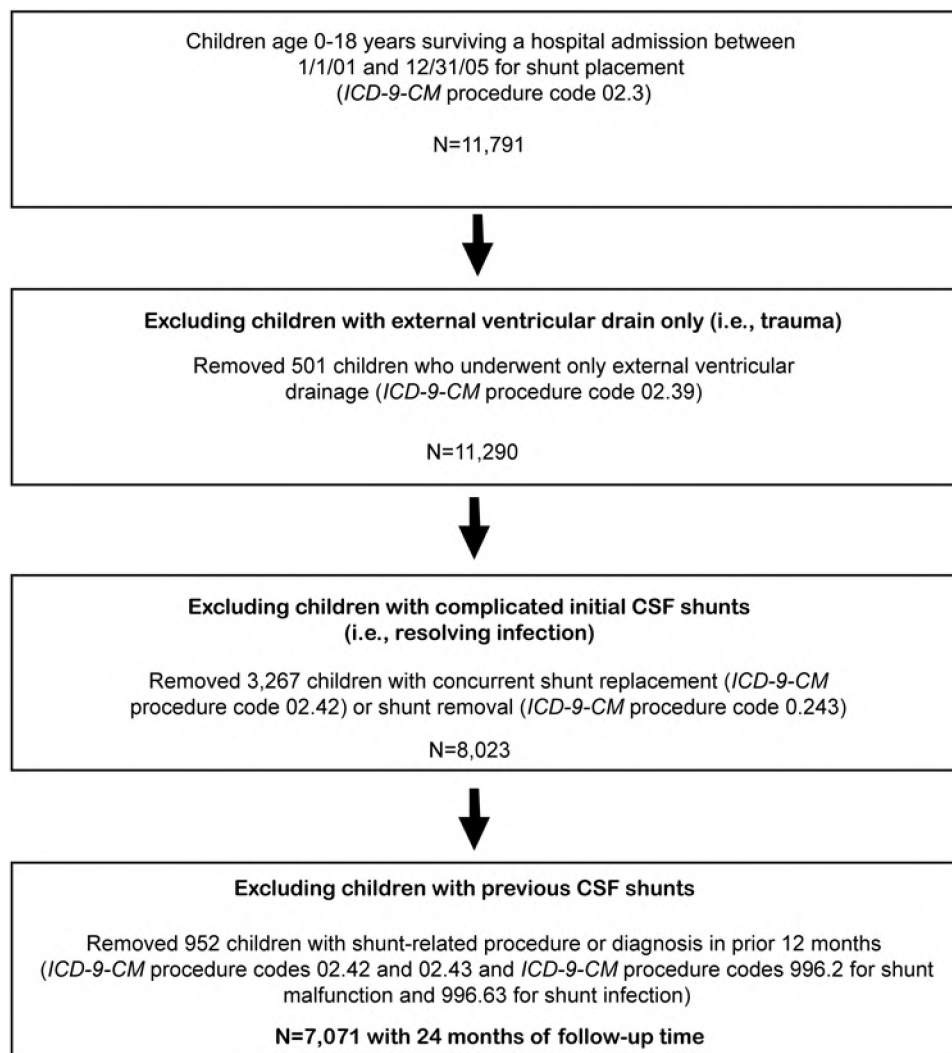 Children age 0-18 years surviving a hospital admission between
1/1/01 and 12/31/05 for shunt placement
(ICD-9-CM procedure code 02.3)
N=11,791
Excluding children with external ventricular drain only (i.e., trauma)
Removed 501 children who underwent only external ventricular
drainage (ICD-9-CM procedure code 02.39)
N=11,290
Excluding children with complicated initial CSF shunts
(i.e., resolving infection)
Removed 3,267 children with concurrent shunt replacement (ICD-9-CM
procedure code 02.42) or shunt removal (ICD-9-CM procedure code 0.243)
N=8,023
Excluding children with previous CSF shunts
Removed 952 children with shunt-related procedure or diagnosis in prior 12 months
(ICD-9-CM procedure codes 02.42 and 02.43 and ICD-9-CM procedure codes 996.2 for shunt
malfunction and 996.63 for shunt infection)
N=7,071 with 24 months of follow-up time